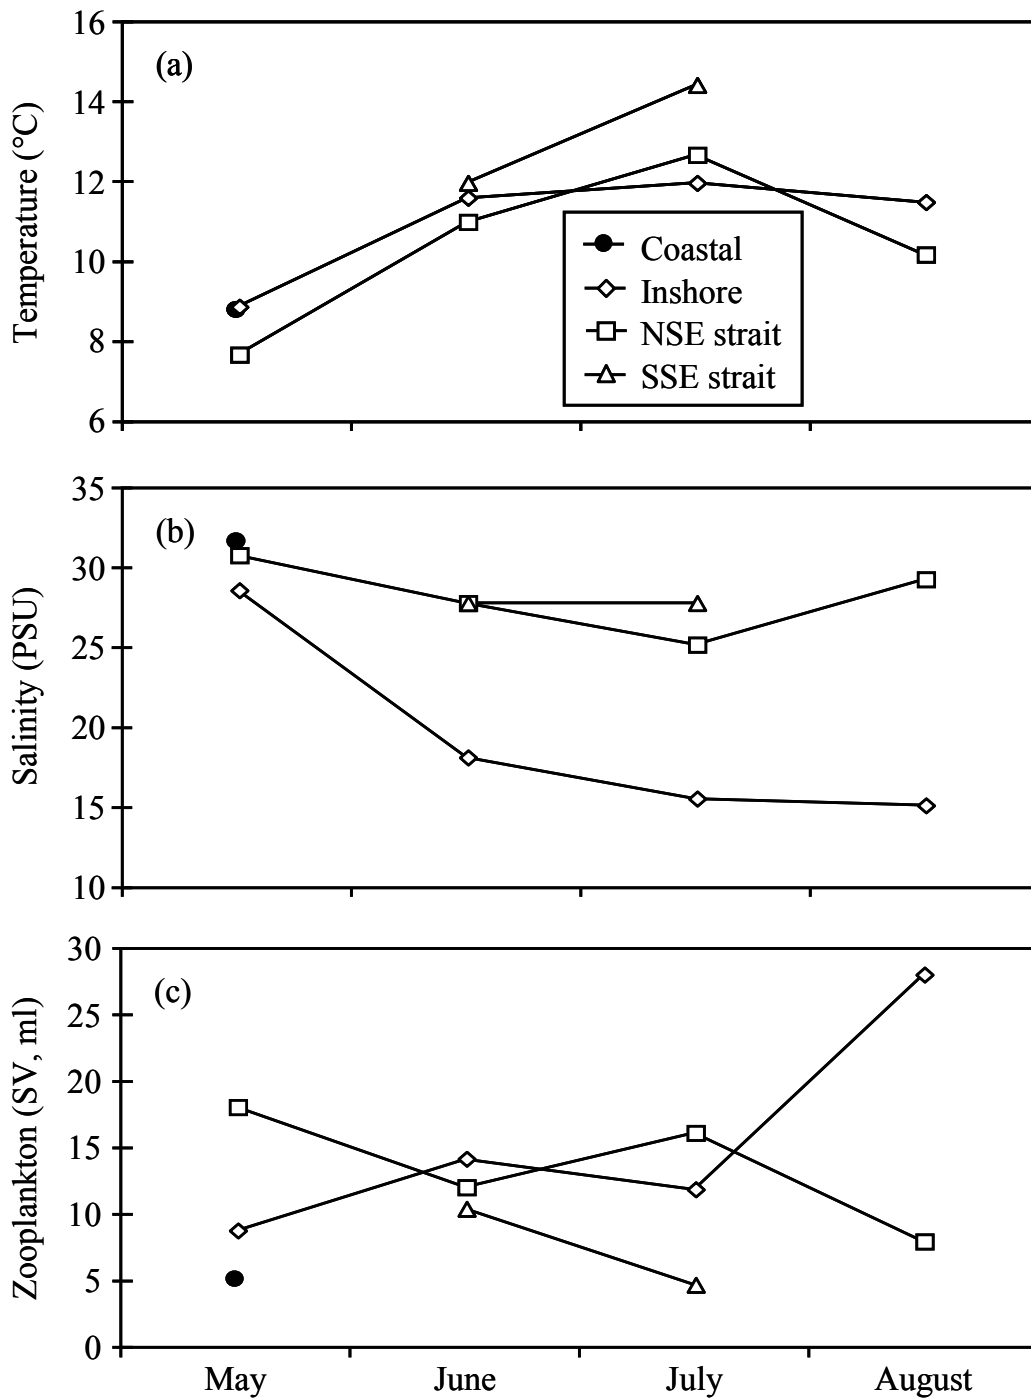 (a)
Temperature (°C)
16
14
12
10
8
6
Coastal
Inshore
NSE strait
SSE strait
(b)
Salinity (PSU)
35
30
25
20
15
10
(c)
Zooplankton (SV, ml)
30
25
20
15
10
5
0
May June July August